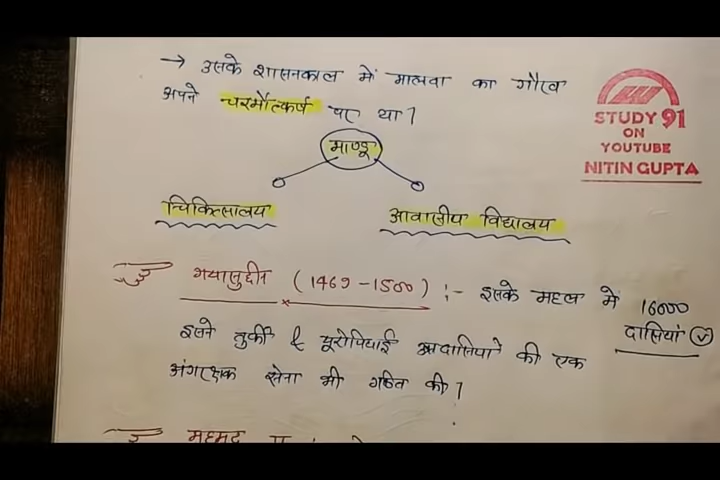 → उसके शासनकाल में मालवा का गौरव
अपने चरमौत्कर्ष पर था।
STUDY 91
ON
YOUTUBE
NITIN GUPTA
माण्डू
चिकित्सालय
आवासीय विद्यालय
गयासुद्दीन (1469-1500) :- इसके महल में 16000
दासियां
इसने तुर्की & यूरोपियाई की एक
अंगरक्षक सेना भी गठित की।
महमूद